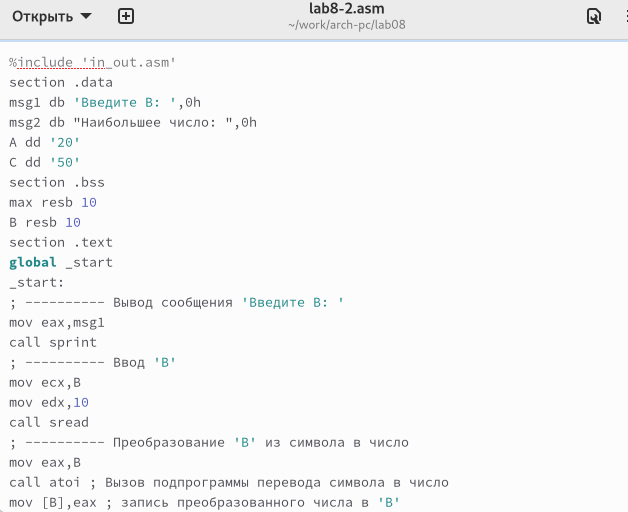 Открыть
lab8-2.asm
~/work/arch-pc/lab08
%include 'in_out.asm'
section .data
msg1 db 'Введите B: ',0h
msg2 db "Наибольшее число: ",0h
A dd '20'
C dd '50'
section .bss
max resb 10
B resb 10
section .text
global _start
_start:
; ---------- Вывод сообщения 'Введите B: '
mov eax,msg1
call sprint
; ---------- Ввод 'B'
mov ecx,B
mov edx,10
call sread
; ---------- Преобразование 'B' из символа в число
mov eax,B
call atoi ; Вызов подпрограммы перевода символа в число
mov [B],eax ; запись преобразованного числа в 'B'